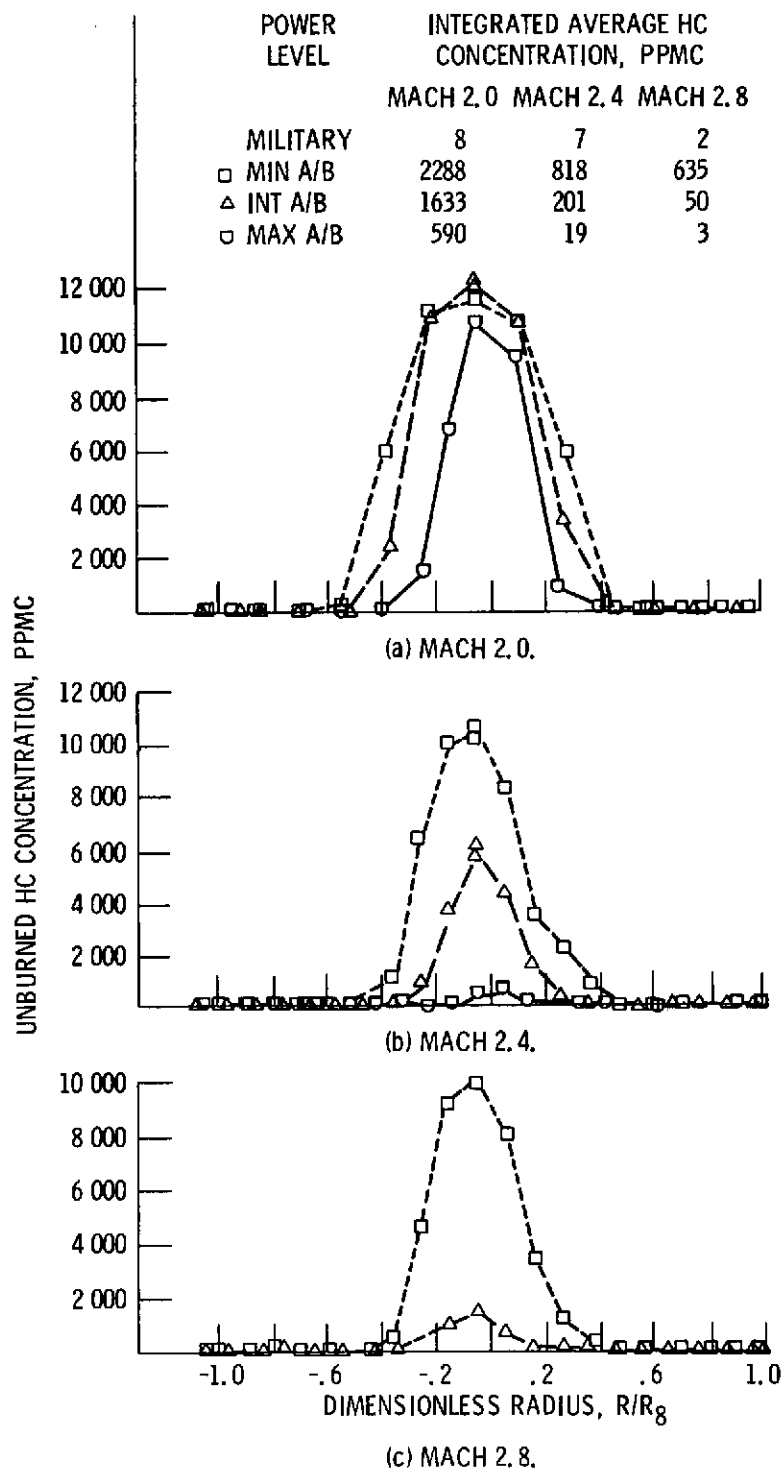 POWER LEVEL INTEGRATED AVERAGE HC CONCENTRATION, PPMC
MACH 2.0 MACH 2.4 MACH 2.8
MILITARY 8 7 2
MIN A/B 2288 818 635
INT A/B 1633 201 50
MAX A/B 590 19 3
12 000
10 000
8 000
6 000
4 000
2 000
(a) MACH 2.0.
UNBURNED HC CONCENTRATION, PPMC
12 000
10 000
8 000
6 000
4 000
2 000
(b) MACH 2.4.
10 000
8 000
6 000
4 000
2 000
-1.0 -.6 -.2 .2 .6 1.0
DIMENSIONLESS RADIUS, R/R8
(c) MACH 2.8.